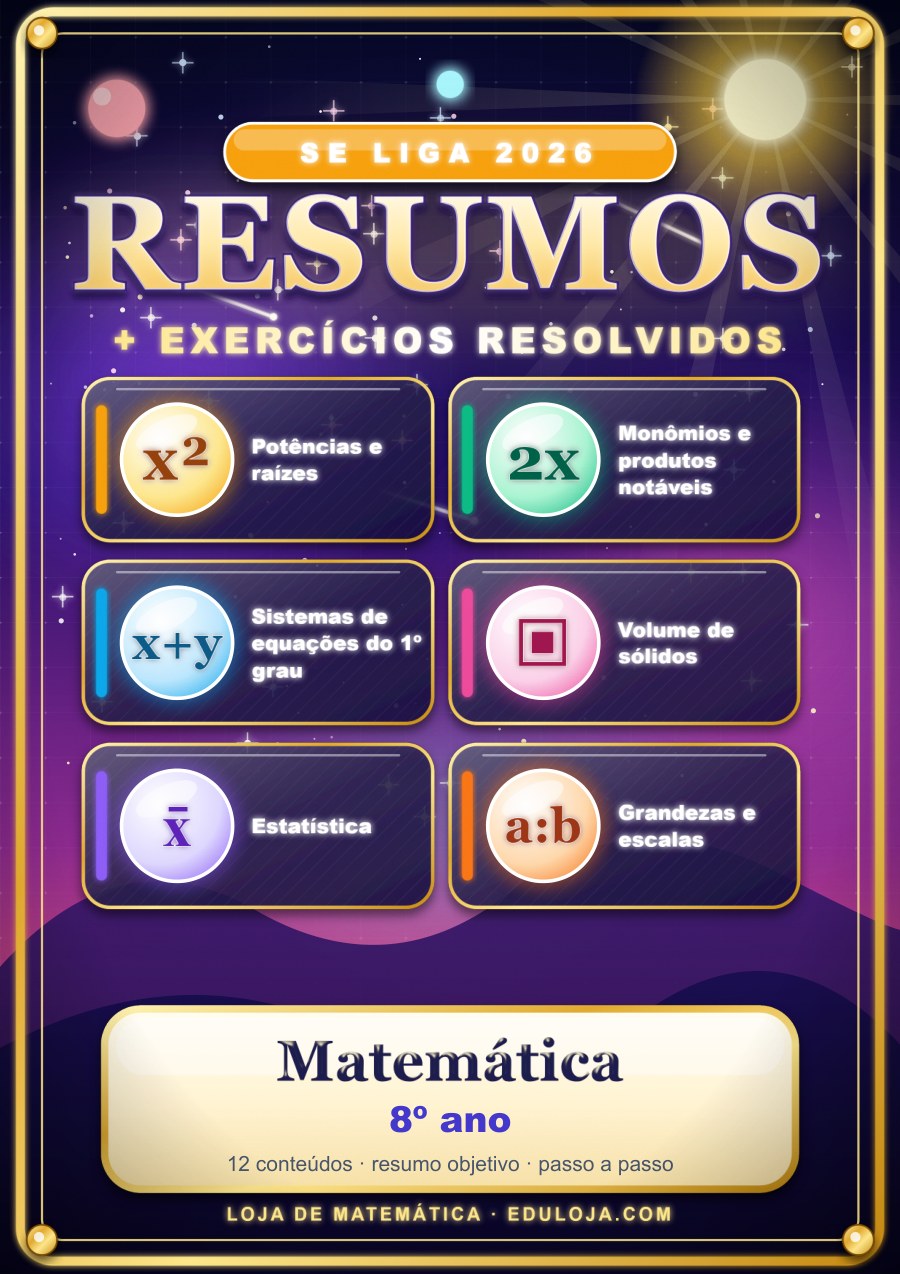 SE LIGA 2026
RESUMOS
+ EXERCÍCIOS RESOLVIDOS
x²
Potências e
raízes
2x
Monômios e
produtos
notáveis
x+y
Sistemas de
equações do 1º
grau
Volume de
sólidos
x̄
Estatística
a:b
Grandezas e
escalas
Matemática
8º ano
12 conteúdos · resumo objetivo · passo a passo
LOJA DE MATEMÁTICA · EDULOJA.COM